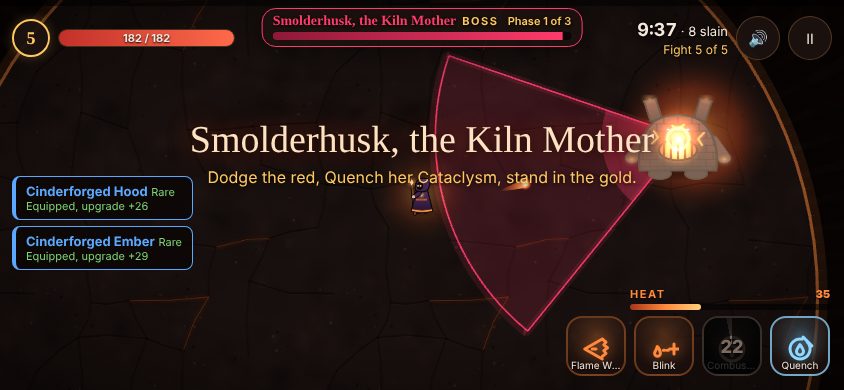 5
182 / 182
Smolderhusk, the Kiln Mother BOSS Phase 1 of 3
9:37 · 8 slain
Fight 5 of 5
Smolderhusk, the Kiln Mother
Dodge the red, Quench her Cataclysm, stand in the gold.
Cinderforged Hood Rare
Equipped, upgrade +26
Cinderforged Ember Rare
Equipped, upgrade +29
HEAT 35
Flame W...
Blink
22
Combus...
Quench